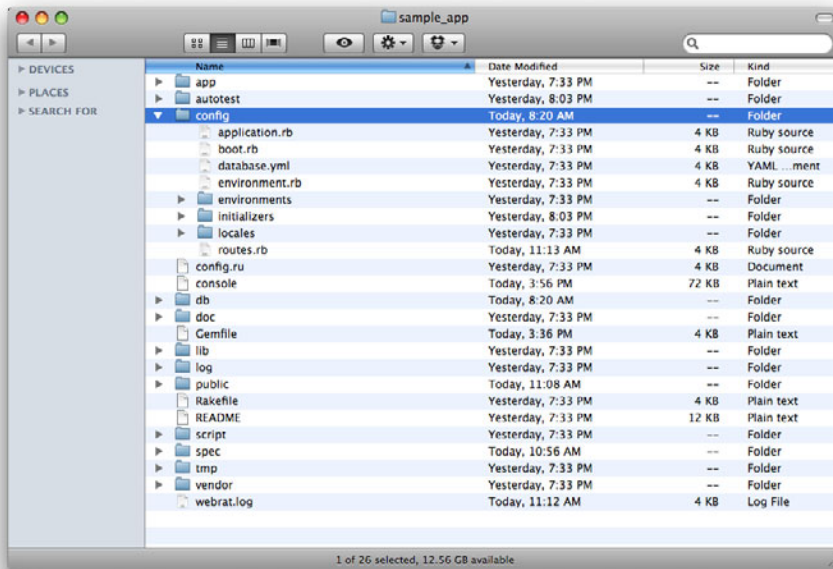 sample_app
DEVICES
PLACES
SEARCH FOR
Name Date Modified Size Kind
app Yesterday, 7:33 PM -- Folder
autotest Yesterday, 8:03 PM -- Folder
config Today, 8:20 AM -- Folder
application.rb Yesterday, 7:33 PM 4 KB Ruby source
boot.rb Yesterday, 7:33 PM 4 KB Ruby source
database.yml Yesterday, 7:33 PM 4 KB YAML ...ment
environment.rb Yesterday, 7:33 PM 4 KB Ruby source
environments Yesterday, 7:33 PM -- Folder
initializers Yesterday, 8:03 PM -- Folder
locales Yesterday, 7:33 PM -- Folder
routes.rb Today, 11:13 AM 4 KB Ruby source
config.ru Yesterday, 7:33 PM 4 KB Document
console Today, 3:56 PM 72 KB Plain text
db Today, 8:20 AM -- Folder
doc Yesterday, 7:33 PM -- Folder
Gemfile Today, 3:36 PM 4 KB Plain text
lib Yesterday, 7:33 PM -- Folder
log Yesterday, 7:33 PM -- Folder
public Today, 11:08 AM -- Folder
Rakefile Yesterday, 7:33 PM 4 KB Plain text
README Yesterday, 7:33 PM 12 KB Plain text
script Yesterday, 7:33 PM -- Folder
spec Today, 10:56 AM -- Folder
tmp Yesterday, 7:33 PM -- Folder
vendor Yesterday, 7:33 PM -- Folder
webrat.log Today, 11:12 AM 4 KB Log File
1 of 26 selected, 12.56 GB available